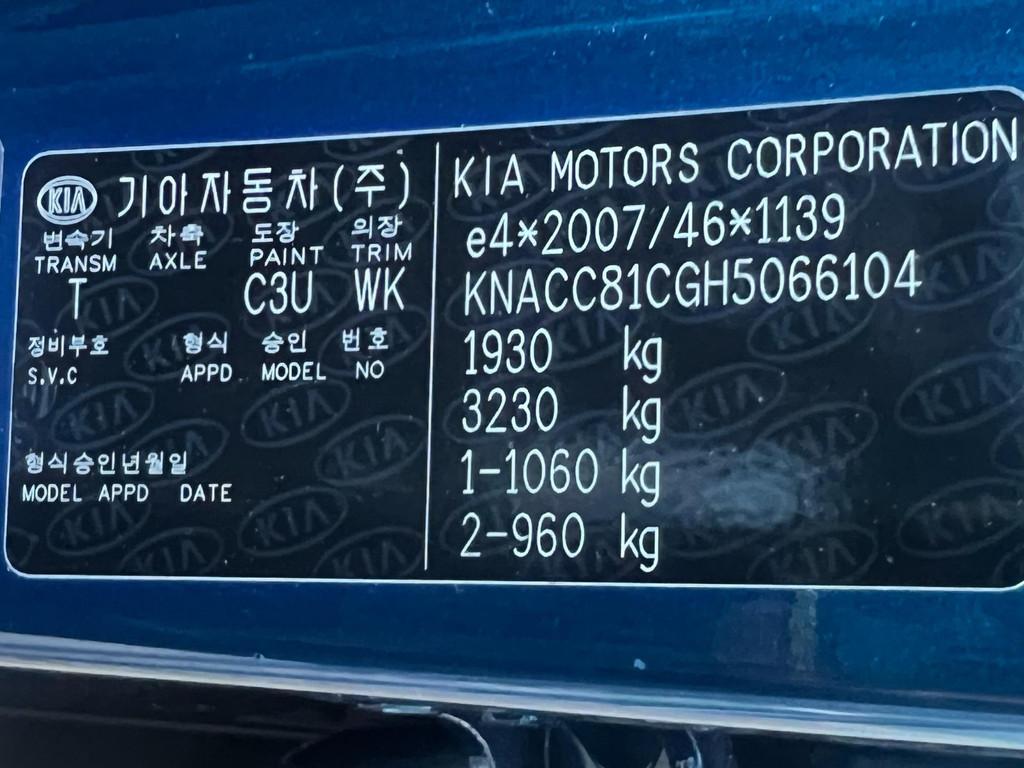 KIA 기아자동차(주)
변속기 차축 도장 의장
TRANSM AXLE PAINT TRIM
T C3U WK
정비부호 형식 승인 번호
S.V.C APPD MODEL NO
형식승인년월일
MODEL APPD DATE
KIA MOTORS CORPORATION
e4*2007/46*1139
KNACC81CGH5066104
1930 kg
3230 kg
1-1060 kg
2-960 kg